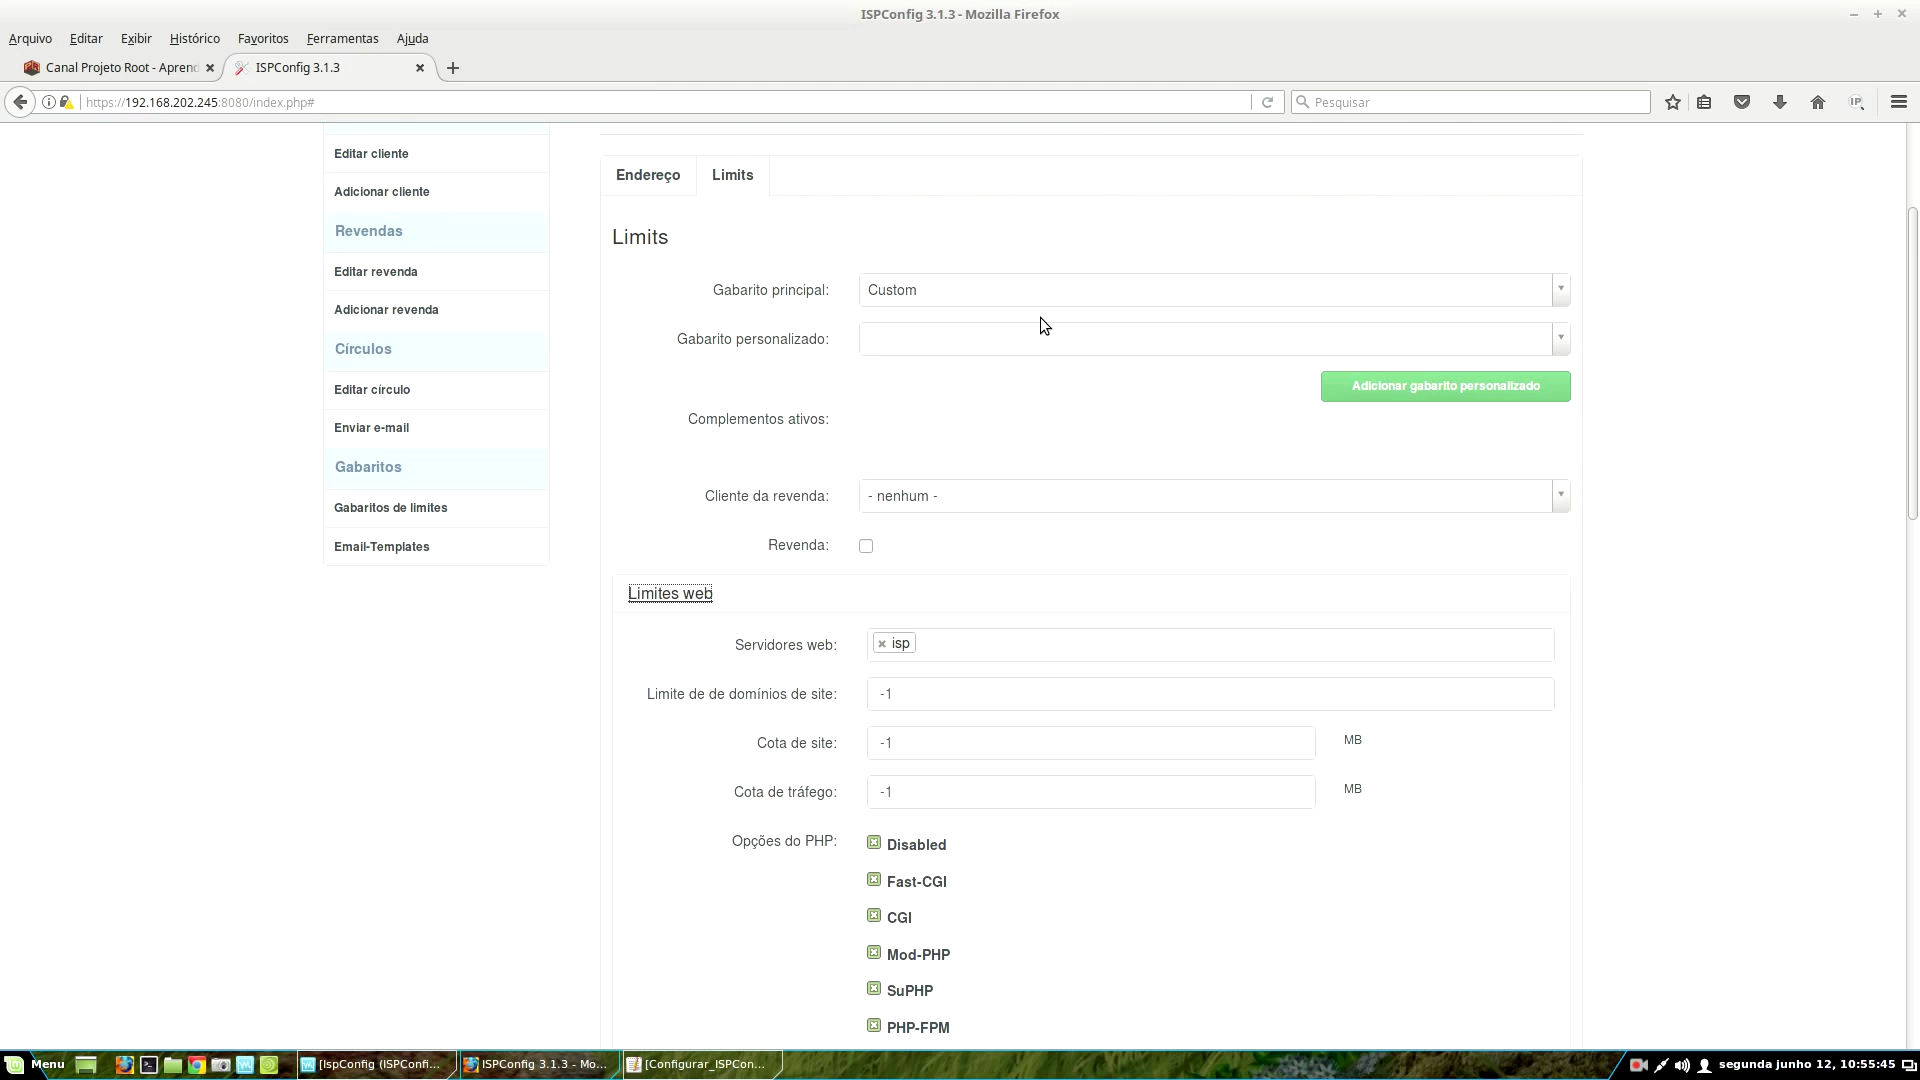 ISPConfig 3.1.3 - Mozilla Firefox
Arquivo Editar Exibir Histórico Favoritos Ferramentas Ajuda
Canal Projeto Root - Aprend
ISPConfig 3.1.3
https://192.168.202.245:8080/index.php#
Pesquisar
Editar cliente
Adicionar cliente
Revendas
Editar revenda
Adicionar revenda
Círculos
Editar círculo
Enviar e-mail
Gabaritos
Gabaritos de limites
Email-Templates
Endereço Limits
Limits
Gabarito principal: Custom
Gabarito personalizado:
Adicionar gabarito personalizado
Complementos ativos:
Cliente da revenda: - nenhum -
Revenda:
Limites web
Servidores web: isp
Limite de de domínios de site: -1
Cota de site: -1 MB
Cota de tráfego: -1 MB
Opções do PHP: Disabled
Fast-CGI
CGI
Mod-PHP
SuPHP
PHP-FPM
Menu [IspConfig (ISPConfi... ISPConfig 3.1.3 - Mo... [Configurar_ISPCon... segunda junho 12, 10:55:45